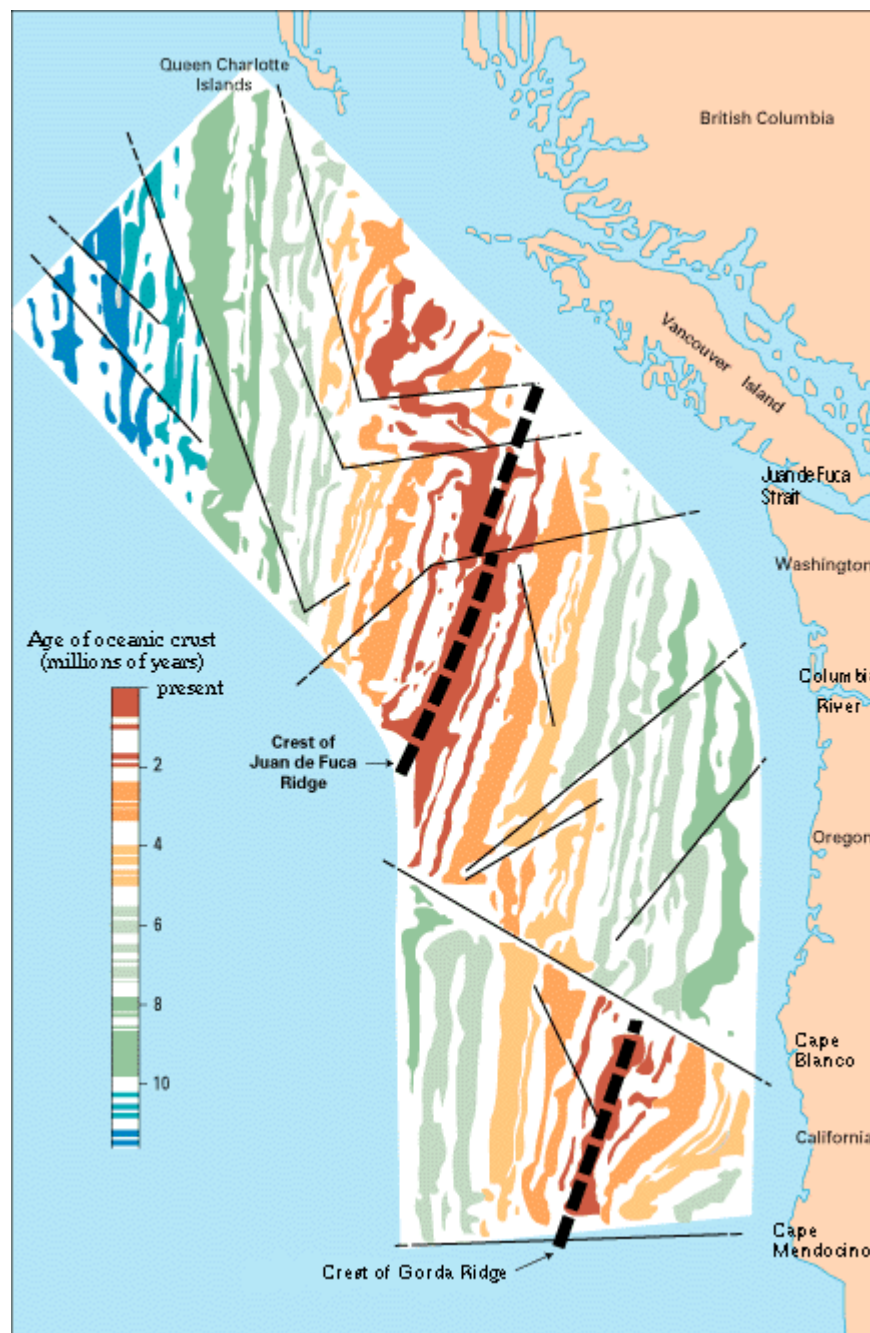 Queen Charlotte
Islands
British Columbia
Vancouver Island
Juan de Fuca
Strait
Washington
Age of oceanic crust
(millions of years)
present
2
4
6
8
10
Columbia
River
Crest of
Juan de Fuca
Ridge
Oregon
Cape
Blanco
California
Cape
Mendocino
Crest of Gorda Ridge